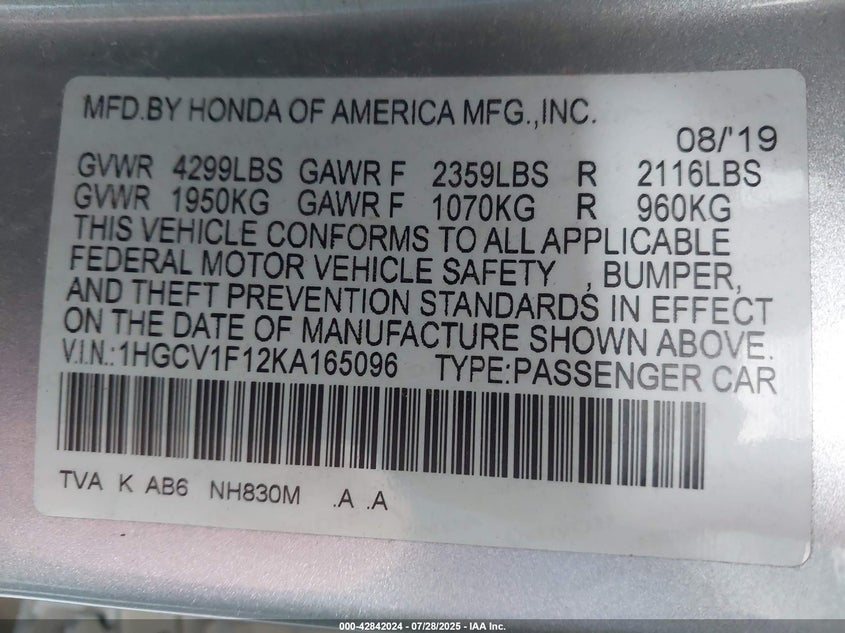 MFD.BY HONDA OF AMERICA MFG.,INC.
08/'19
GVWR 4299LBS GAWR F 2359LBS R 2116LBS
GVWR 1950KG GAWR F 1070KG R 960KG
THIS VEHICLE CONFORMS TO ALL APPLICABLE
FEDERAL MOTOR VEHICLE SAFETY , BUMPER,
AND THEFT PREVENTION STANDARDS IN EFFECT
ON THE DATE OF MANUFACTURE SHOWN ABOVE.
V.I.N.:1HGCV1F12KA165096 TYPE:PASSENGER CAR
TVA K AB6 NH830M .A .A
000-42842024 | 07/28/2025 - IAA Inc.